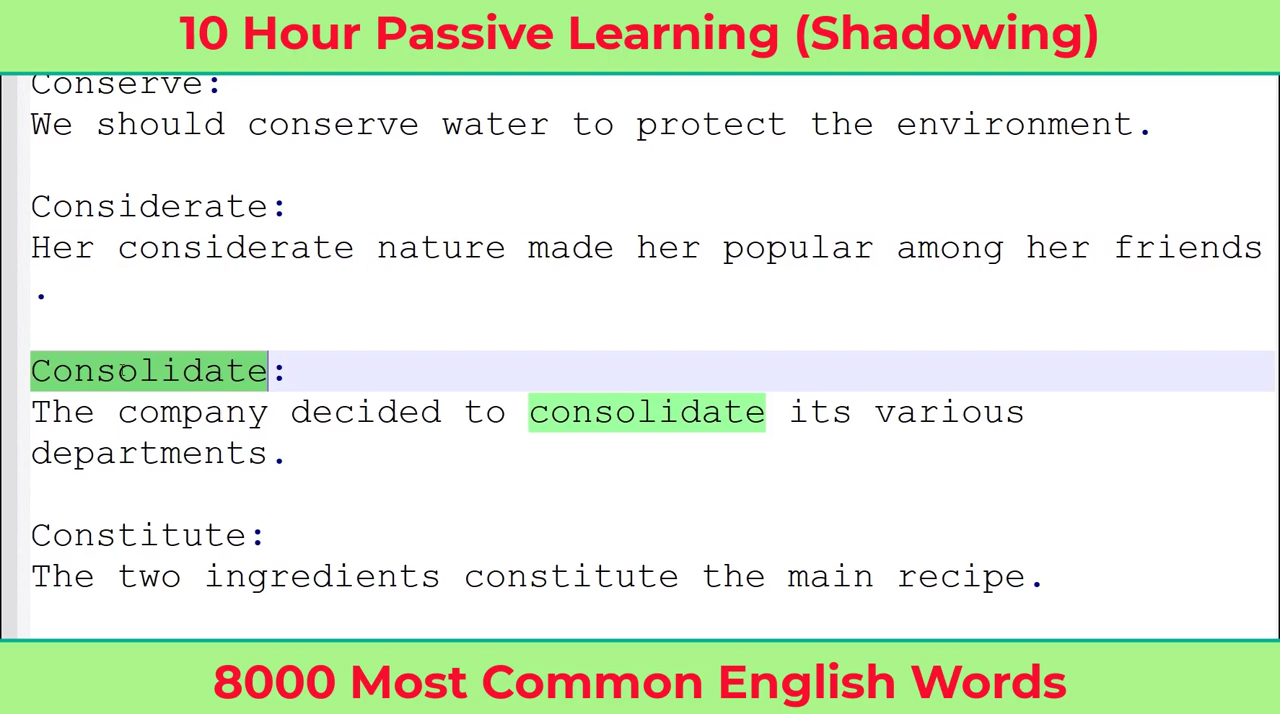 10 Hour Passive Learning (Shadowing)
Conserve:
We should conserve water to protect the environment.
Considerate:
Her considerate nature made her popular among her friends
.
Consolidate:
The company decided to consolidate its various
departments.
Constitute:
The two ingredients constitute the main recipe.
8000 Most Common English Words